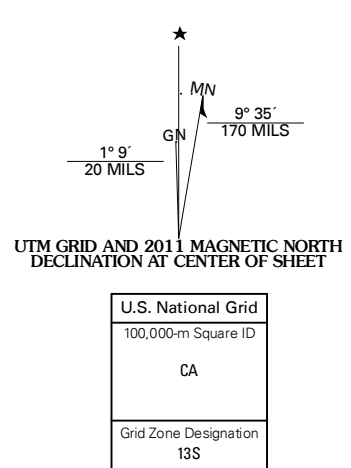 ★
MN
9° 35´
170 MILS
GN
1° 9´
20 MILS
UTM GRID AND 2011 MAGNETIC NORTH
DECLINATION AT CENTER OF SHEET
U.S. National Grid
100,000-m Square ID
CA
Grid Zone Designation
13S